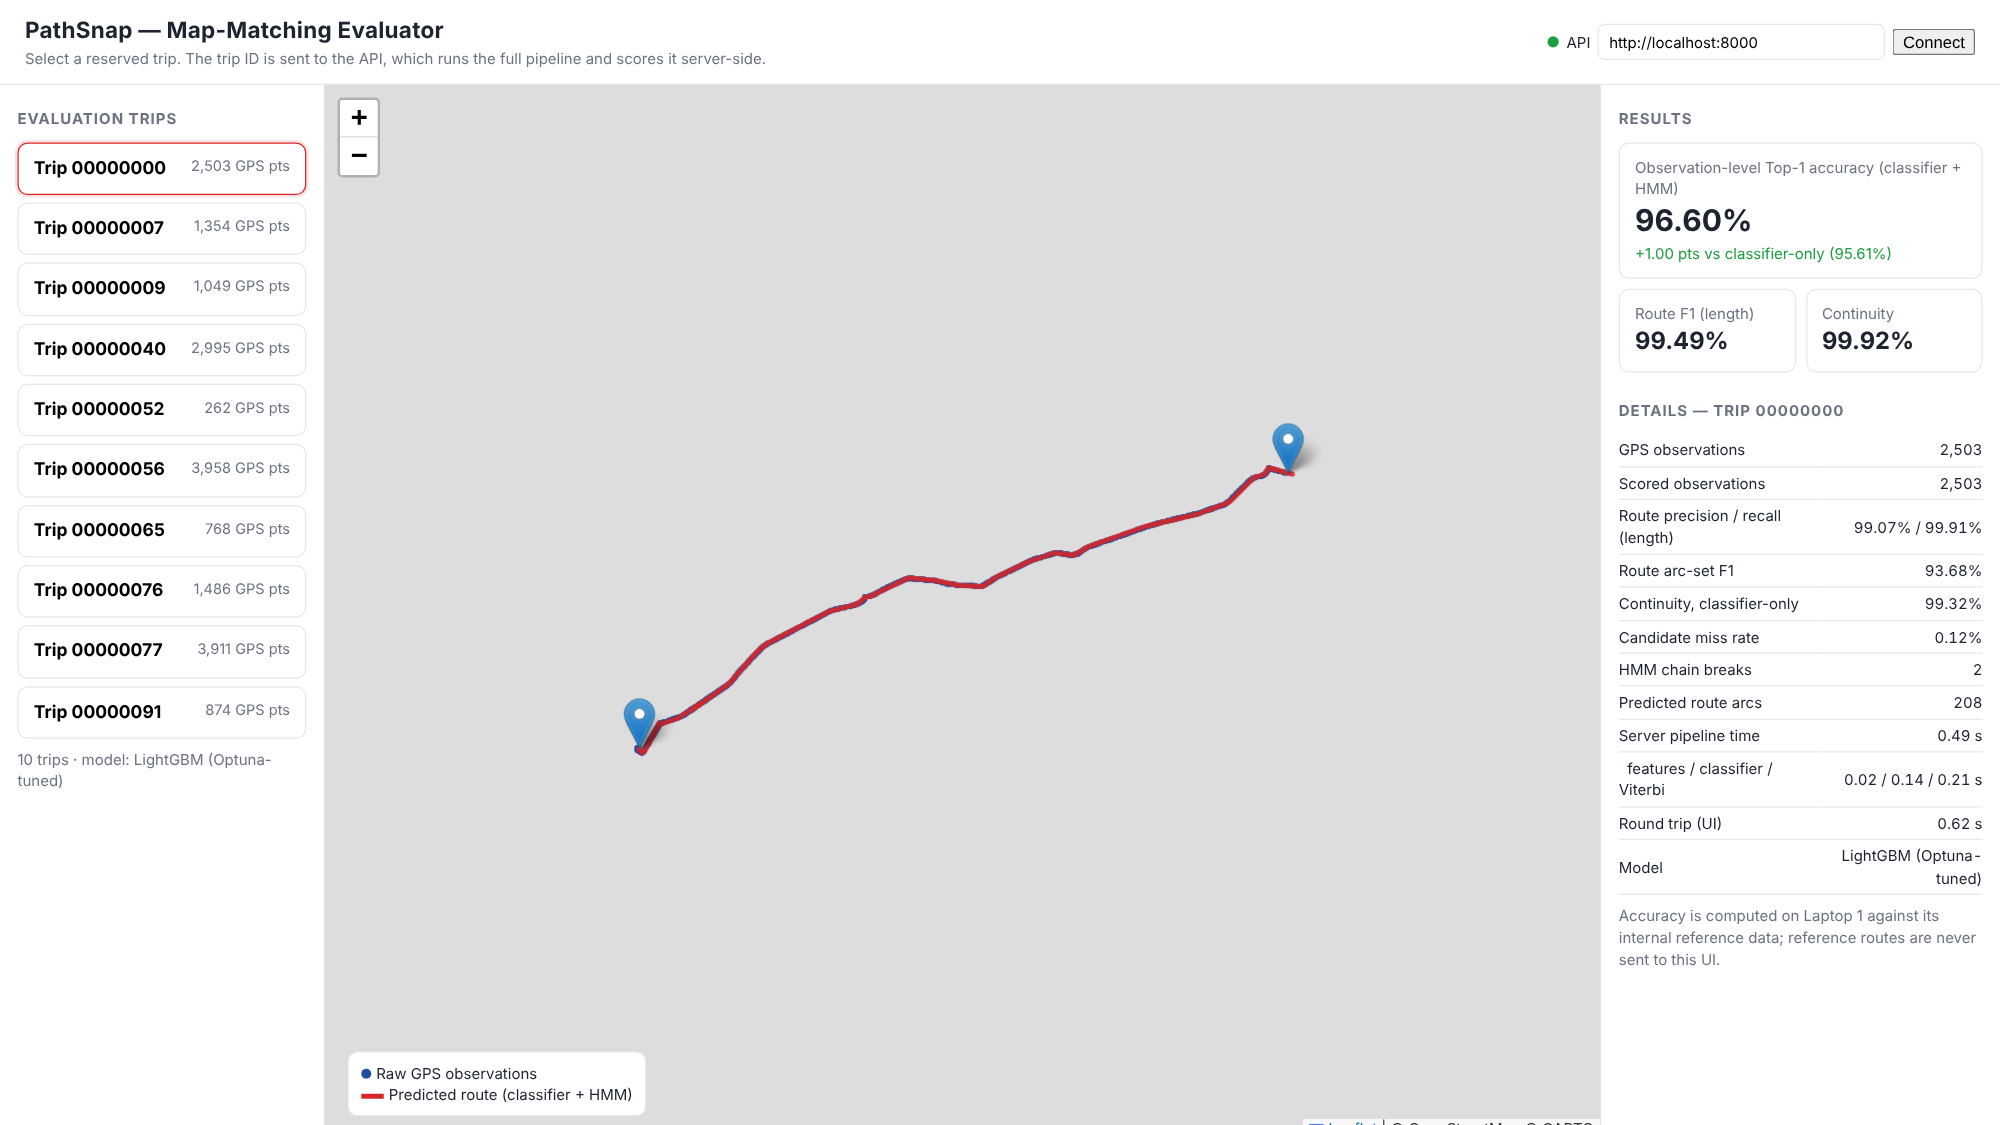 PathSnap — Map-Matching Evaluator
Select a reserved trip. The trip ID is sent to the API, which runs the full pipeline and scores it server-side.
API http://localhost:8000 Connect
EVALUATION TRIPS
Trip 00000000 2,503 GPS pts
Trip 00000007 1,354 GPS pts
Trip 00000009 1,049 GPS pts
Trip 00000040 2,995 GPS pts
Trip 00000052 262 GPS pts
Trip 00000056 3,958 GPS pts
Trip 00000065 768 GPS pts
Trip 00000076 1,486 GPS pts
Trip 00000077 3,911 GPS pts
Trip 00000091 874 GPS pts
10 trips · model: LightGBM (Optuna-
tuned)
+
−
Raw GPS observations
Predicted route (classifier + HMM)
RESULTS
Observation-level Top-1 accuracy (classifier +
HMM)
96.60%
+1.00 pts vs classifier-only (95.61%)
Route F1 (length)
99.49%
Continuity
99.92%
DETAILS — TRIP 00000000
GPS observations 2,503
Scored observations 2,503
Route precision / recall
(length) 99.07% / 99.91%
Route arc-set F1 93.68%
Continuity, classifier-only 99.32%
Candidate miss rate 0.12%
HMM chain breaks 2
Predicted route arcs 208
Server pipeline time 0.49 s
features / classifier /
Viterbi 0.02 / 0.14 / 0.21 s
Round trip (UI) 0.62 s
Model LightGBM (Optuna-
tuned)
Accuracy is computed on Laptop 1 against its
internal reference data; reference routes are never
sent to this UI.